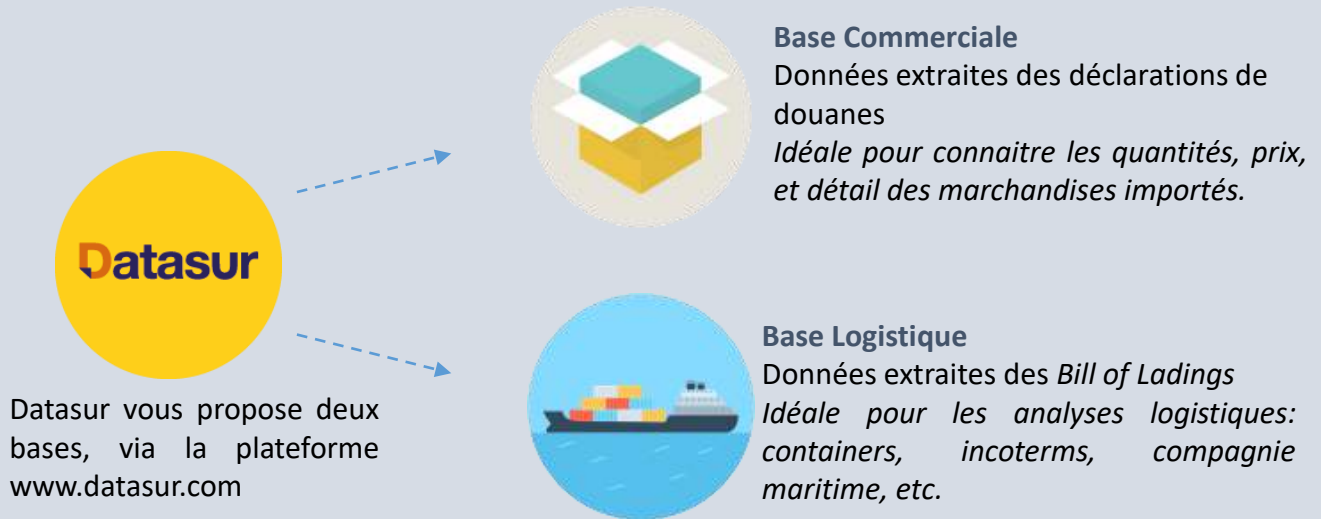 Datasur
Datasur vous propose deux
bases, via la plateforme
www.datasur.com
Base Commerciale
Données extraites des déclarations de
douanes
Idéale pour connaitre les quantités, prix,
et détail des marchandises importés.
Base Logistique
Données extraites des Bill of Ladings
Idéale pour les analyses logistiques:
containers, incoterms, compagnie
maritime, etc.